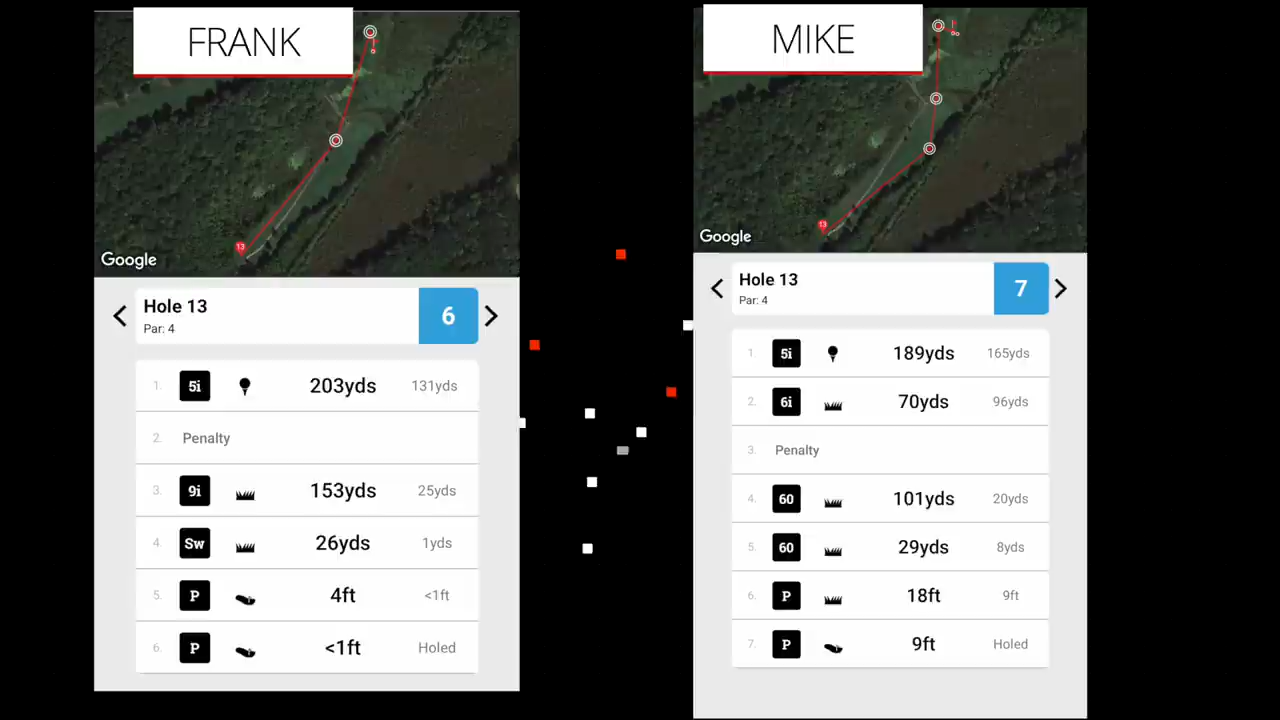 FRANK
13
Google
Hole 13
Par: 4
6
1. 5i 203yds 131yds
2. Penalty
3. 9i 153yds 25yds
4. Sw 26yds 1yds
5. P 4ft <1ft
6. P <1ft Holed
MIKE
13
Google
Hole 13
Par: 4
7
1. 5i 189yds 165yds
2. 6i 70yds 96yds
3. Penalty
4. 60 101yds 20yds
5. 60 29yds 8yds
6. P 18ft 9ft
7. P 9ft Holed